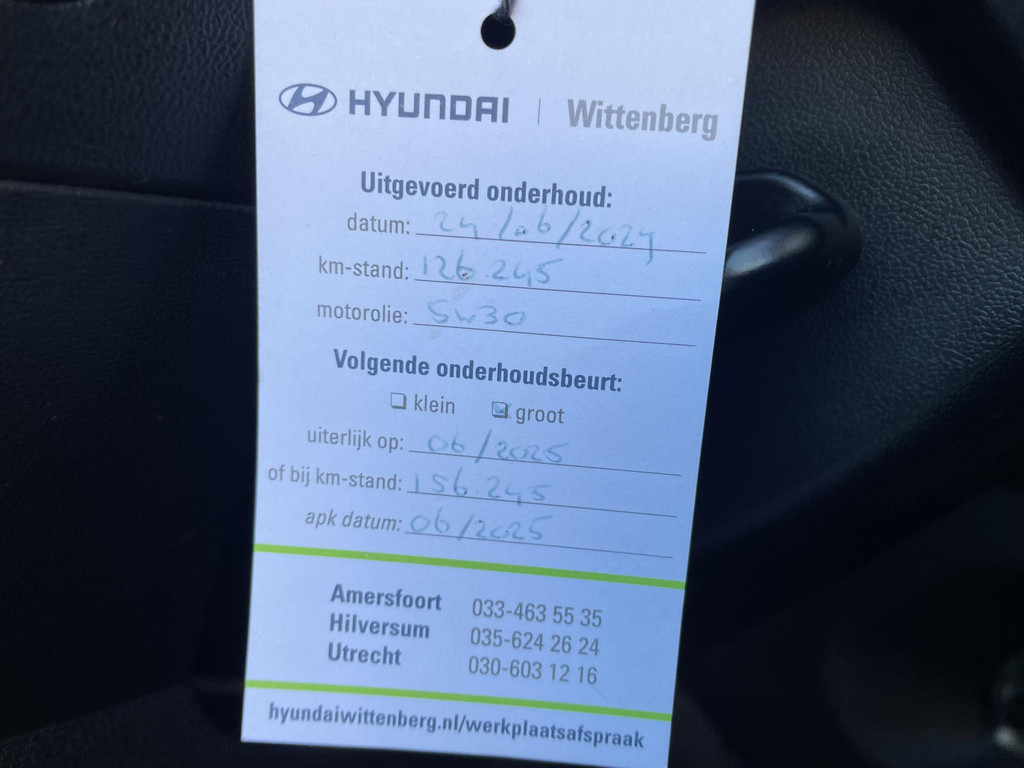 HYUNDAI | Wittenberg
Uitgevoerd onderhoud:
datum: 24/06/2024
km-stand: 126.245
motorolie: 5W30
Volgende onderhoudsbeurt:
klein groot
uiterlijk op: 06/2025
of bij km-stand: 156.245
apk datum: 06/2025
Amersfoort 033-463 55 35
Hilversum 035-624 26 24
Utrecht 030-603 12 16
hyundaiwittenberg.nl/werkplaatsafspraak